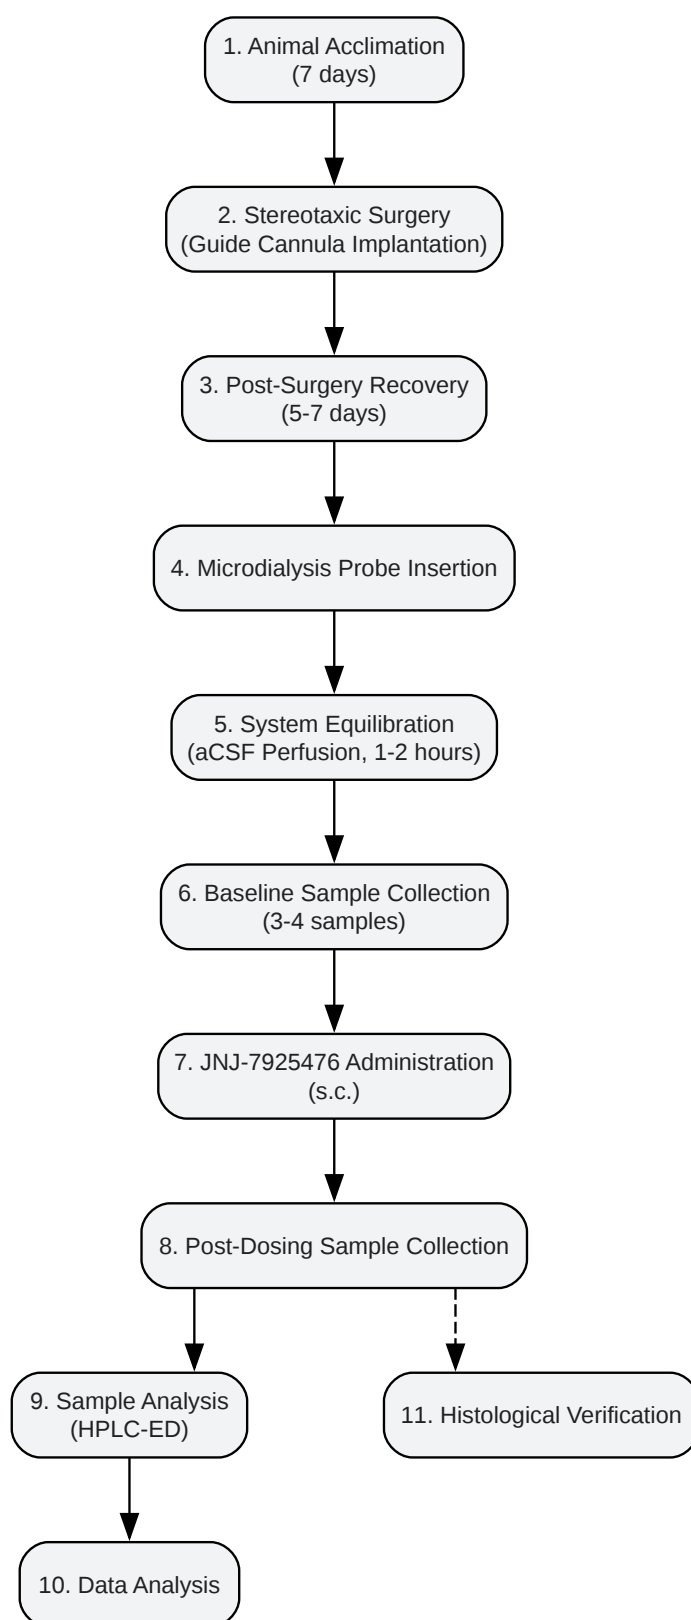 1. Animal Acclimation
(7 days)
2. Stereotaxic Surgery
(Guide Cannula Implantation)
3. Post-Surgery Recovery
(5-7 days)
4. Microdialysis Probe Insertion
5. System Equilibration
(aCSF Perfusion, 1-2 hours)
6. Baseline Sample Collection
(3-4 samples)
7. JNJ-7925476 Administration
(s.c.)
8. Post-Dosing Sample Collection
9. Sample Analysis
(HPLC-ED)
11. Histological Verification
10. Data Analysis